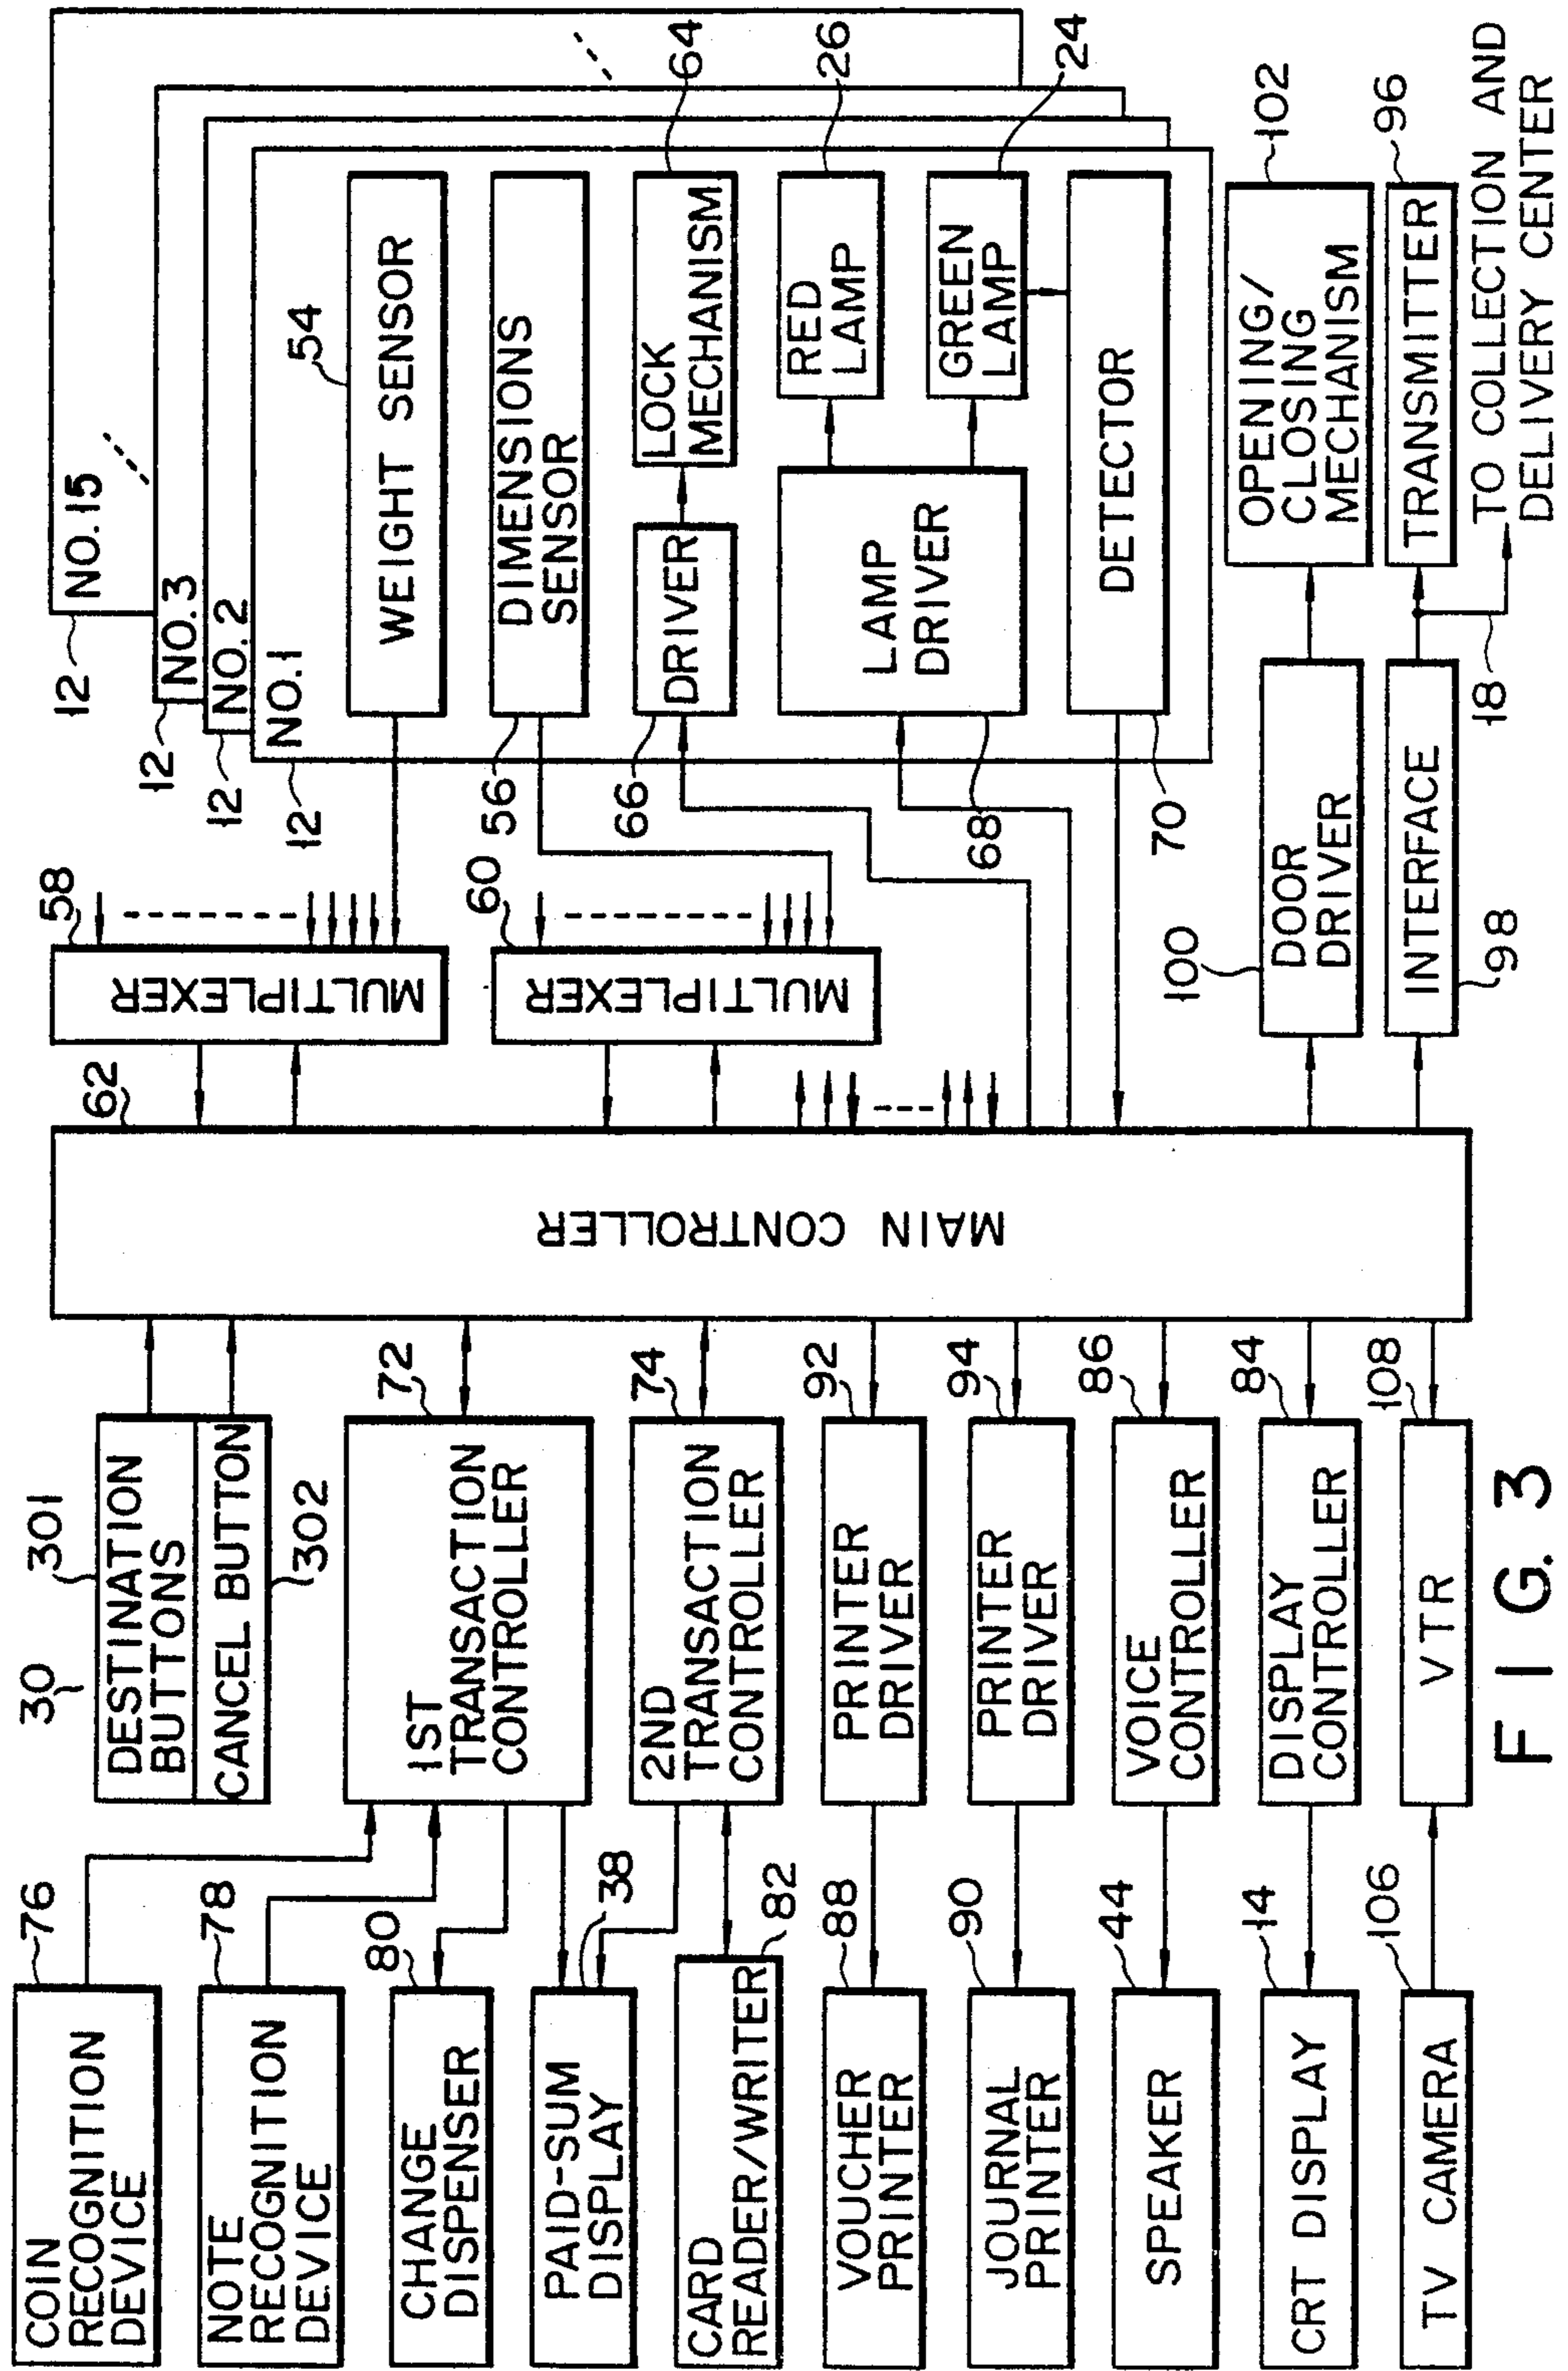 COIN
RECOGNITION
DEVICE
76
NOTE
RECOGNITION
DEVICE
78
CHANGE
DISPENSER
80
PAID-SUM
DISPLAY
38
CARD
READER/WRITER
82
VOUCHER
PRINTER
88
JOURNAL
PRINTER
90
SPEAKER
44
CRT DISPLAY
14
TV CAMERA
106
30
301
DESTINATION
BUTTONS
CANCEL BUTTON
302
1ST
TRANSACTION
CONTROLLER
72
2ND
TRANSACTION
CONTROLLER
74
PRINTER
DRIVER
92
PRINTER
DRIVER
94
VOICE
CONTROLLER
86
DISPLAY
CONTROLLER
84
VTR
108
MAIN CONTROLLER
62
MULTIPLEXER
58
MULTIPLEXER
60
12
NO.15
12
NO.3
12
NO.2
12
NO.1
WEIGHT SENSOR
54
DIMENSIONS
SENSOR
56
DRIVER
66
LOCK
MECHANISM
64
LAMP
DRIVER
68
RED
LAMP
26
GREEN
LAMP
24
DETECTOR
70
DOOR
DRIVER
100
OPENING/
CLOSING
MECHANISM
102
INTERFACE
98
TRANSMITTER
96
18
TO COLLECTION AND
DELIVERY CENTER
FIG. 3